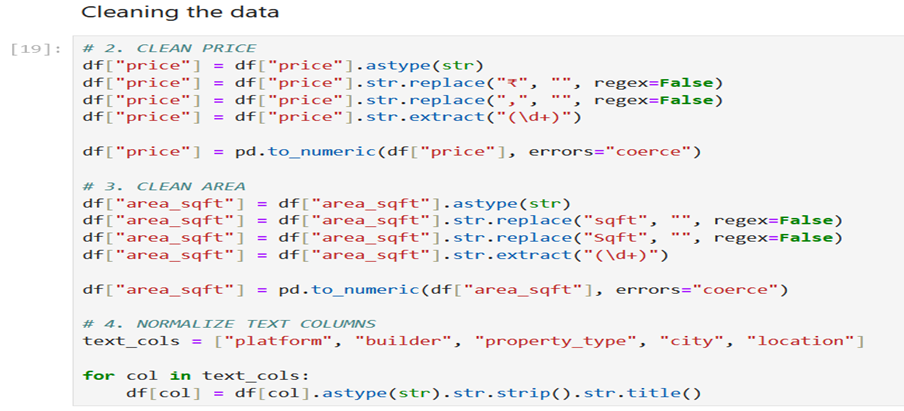 Cleaning the data
[19]: # 2. CLEAN PRICE
df["price"] = df["price"].astype(str)
df["price"] = df["price"].str.replace("₹", "", regex=False)
df["price"] = df["price"].str.replace(",", "", regex=False)
df["price"] = df["price"].str.extract("(\d+)")
df["price"] = pd.to_numeric(df["price"], errors="coerce")
# 3. CLEAN AREA
df["area_sqft"] = df["area_sqft"].astype(str)
df["area_sqft"] = df["area_sqft"].str.replace("sqft", "", regex=False)
df["area_sqft"] = df["area_sqft"].str.replace("Sqft", "", regex=False)
df["area_sqft"] = df["area_sqft"].str.extract("(\d+)")
df["area_sqft"] = pd.to_numeric(df["area_sqft"], errors="coerce")
# 4. NORMALIZE TEXT COLUMNS
text_cols = ["platform", "builder", "property_type", "city", "location"]
for col in text_cols:
    df[col] = df[col].astype(str).str.strip().str.title()